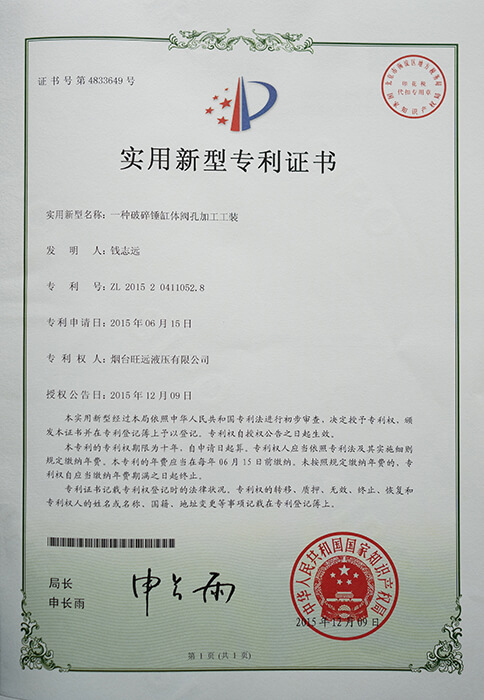 证书号第4833649号
印花税
代扣专用章
国家知识产权局
实用新型专利证书
实用新型名称：一种破碎锤缸体阀孔加工工装
发明人：钱志远
专利号：ZL 2015 2 0411052.8
专利申请日：2015年06月15日
专利权人：烟台旺远液压有限公司
授权公告日：2015年12月09日
本实用新型经过本局依照中华人民共和国专利法进行初步审查，决定授予专利权，颁
发本证书并在专利登记簿上予以登记。专利权自授权公告之日起生效。
本专利的专利权期限为十年，自申请日起算。专利权人应当依照专利法及其实施细则
规定缴纳年费。本专利的年费应当在每年06月15日前缴纳。未按照规定缴纳年费的，专利
权自应当缴纳年费期满之日起终止。
专利证书记载专利权登记时的法律状况。专利权的转移、质押、无效、终止、恢复和
专利权人的姓名或名称、国籍、地址变更等事项记载在专利登记簿上。
局长
申长雨
申长雨
中华人民共和国国家知识产权局
2015年12月09日
第1页(共1页)